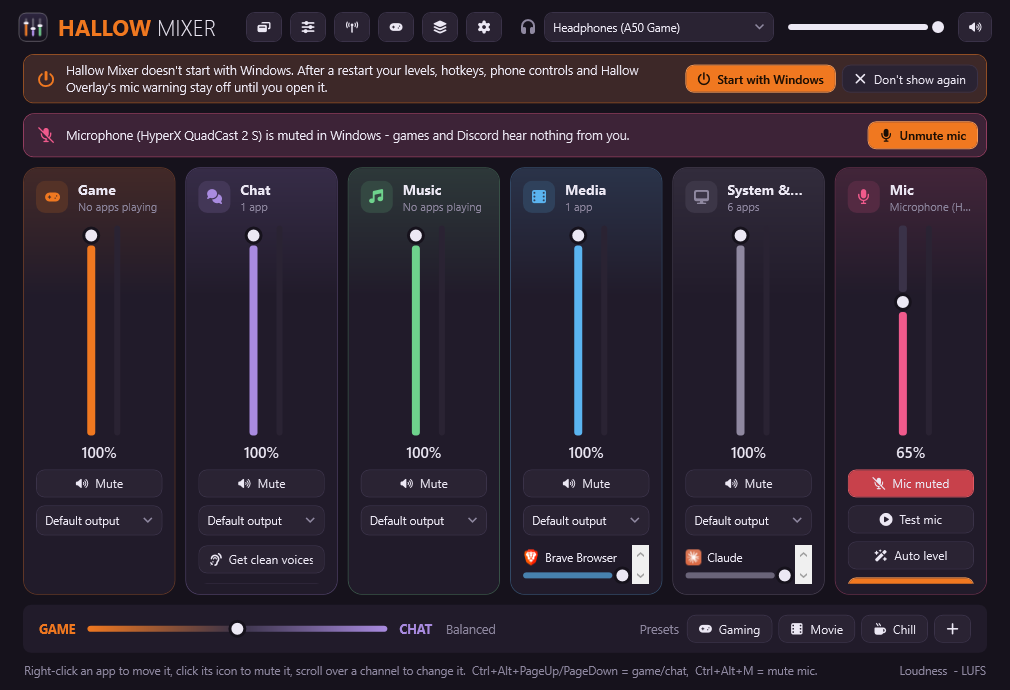 HALLOW MIXER
Headphones (A50 Game)
Hallow Mixer doesn't start with Windows. After a restart your levels, hotkeys, phone controls and Hallow
Overlay's mic warning stay off until you open it.
Start with Windows
Don't show again
Microphone (HyperX QuadCast 2 S) is muted in Windows - games and Discord hear nothing from you.
Unmute mic
Game
No apps playing
100%
Mute
Default output
Chat
1 app
100%
Mute
Default output
Get clean voices
Music
No apps playing
100%
Mute
Default output
Media
1 app
100%
Mute
Default output
Brave Browser
System &...
6 apps
100%
Mute
Default output
Claude
Mic
Microphone (H...
65%
Mic muted
Test mic
Auto level
GAME
CHAT
Balanced
Presets
Gaming
Movie
Chill
Right-click an app to move it, click its icon to mute it, scroll over a channel to change it. Ctrl+Alt+PageUp/PageDown = game/chat, Ctrl+Alt+M = mute mic.
Loudness - LUFS